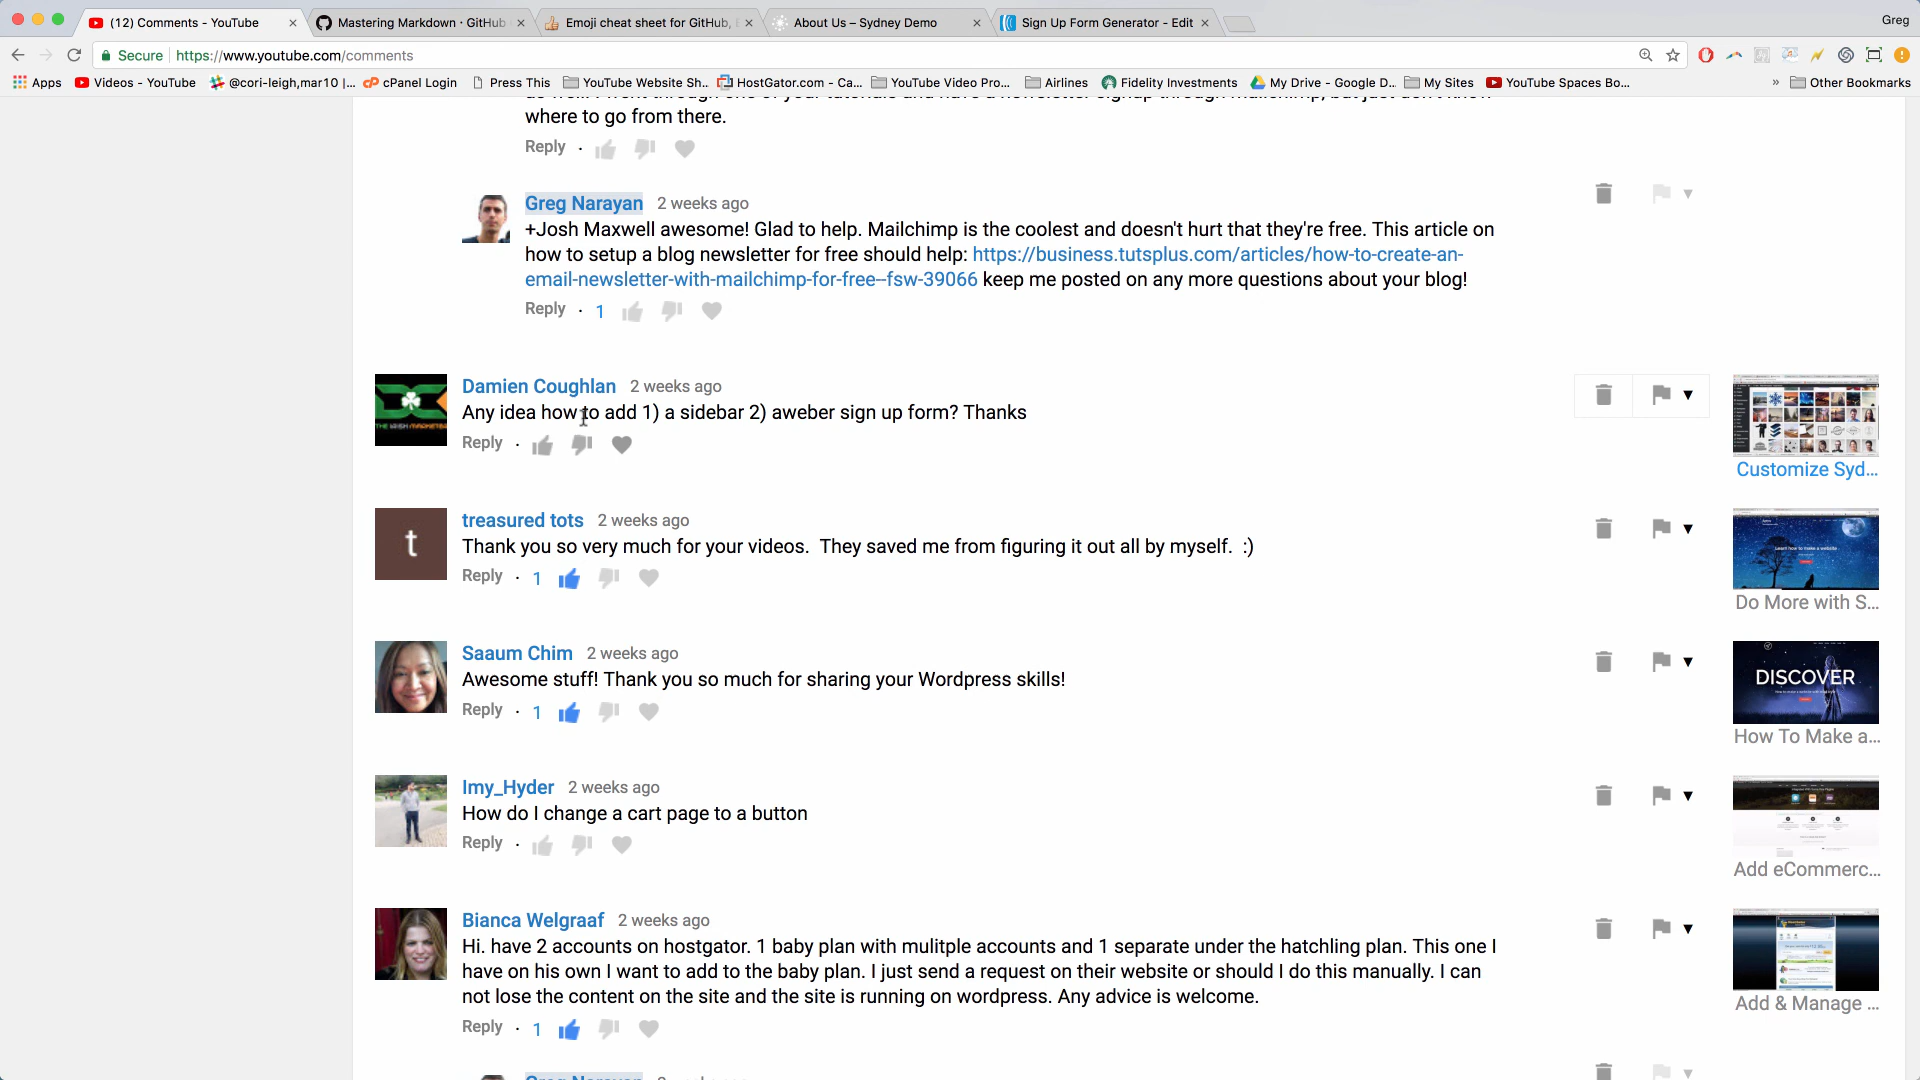 (12) Comments - YouTube
Mastering Markdown · GitHub
Emoji cheat sheet for GitHub,
About Us – Sydney Demo
Sign Up Form Generator - Edit
Greg
Secure https://www.youtube.com/comments
Apps
Videos - YouTube
@cori-leigh,mar10 |...
cPanel Login
Press This
YouTube Website Sh...
HostGator.com - Ca...
YouTube Video Pro...
Airlines
Fidelity Investments
My Drive - Google D...
My Sites
YouTube Spaces Bo...
»
Other Bookmarks
where to go from there.
Reply ·
Greg Narayan 2 weeks ago
+Josh Maxwell awesome! Glad to help. Mailchimp is the coolest and doesn't hurt that they're free. This article on
how to setup a blog newsletter for free should help: https://business.tutsplus.com/articles/how-to-create-an-
email-newsletter-with-mailchimp-for-free--fsw-39066 keep me posted on any more questions about your blog!
Reply · 1
Damien Coughlan 2 weeks ago
Any idea how to add 1) a sidebar 2) aweber sign up form? Thanks
Reply ·
Customize Syd...
treasured tots 2 weeks ago
t
Thank you so very much for your videos.  They saved me from figuring it out all by myself.  :)
Reply · 1
Do More with S...
Saaum Chim 2 weeks ago
Awesome stuff! Thank you so much for sharing your Wordpress skills!
Reply · 1
DISCOVER
How To Make a...
Imy_Hyder 2 weeks ago
How do I change a cart page to a button
Reply ·
Add eCommerc...
Bianca Welgraaf 2 weeks ago
Hi. have 2 accounts on hostgator. 1 baby plan with mulitple accounts and 1 separate under the hatchling plan. This one I
have on his own I want to add to the baby plan. I just send a request on their website or should I do this manually. I can
not lose the content on the site and the site is running on wordpress. Any advice is welcome.
Reply · 1
Add & Manage ...